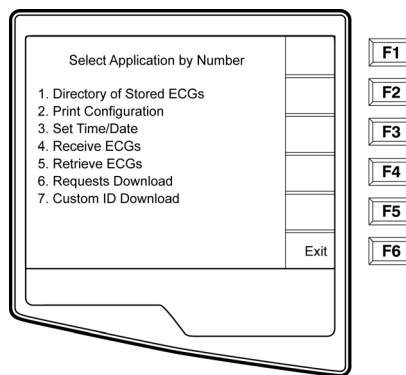 Select Application by Number
1. Directory of Stored ECGs
2. Print Configuration
3. Set Time/Date
4. Receive ECGs
5. Retrieve ECGs
6. Requests Download
7. Custom ID Download
Exit
F1
F2
F3
F4
F5
F6